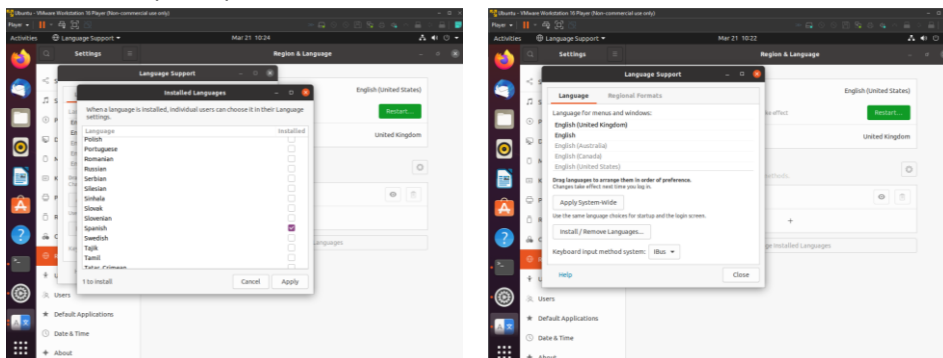 Ubuntu - VMware Workstation 16 Player (Non-commercial use only)
Player
Activities
Language Support
Mar 21 10:24
Settings
Region & Language
Language Support
Installed Languages
When a language is installed, individual users can choose it in their Language
settings.
Language
Installed
Polish
Portuguese
Romanian
Russian
Serbian
Silesian
Sinhala
Slovak
Slovenian
Spanish
Swedish
Tajik
Tamil
Tatar, Crimean
1 to install
Cancel
Apply
English (United States)
Restart...
United Kingdom
Languages
Users
Default Applications
Date & Time
About
Ubuntu - VMware Workstation 16 Player (Non-commercial use only)
Player
Activities
Language Support
Mar 21 10:22
Settings
Region & Language
Language Support
Language
Regional Formats
Language for menus and windows:
English (United Kingdom)
English
English (Australia)
English (Canada)
English (United States)
Drag languages to arrange them in order of preference.
Changes take effect next time you log in.
Apply System-Wide
Use the same language choices for startup and the login screen.
Install / Remove Languages...
Keyboard input method system:
IBus
Help
Close
English (United States)
effect
Restart...
United Kingdom
Installed Languages
Users
Default Applications
Date & Time
About